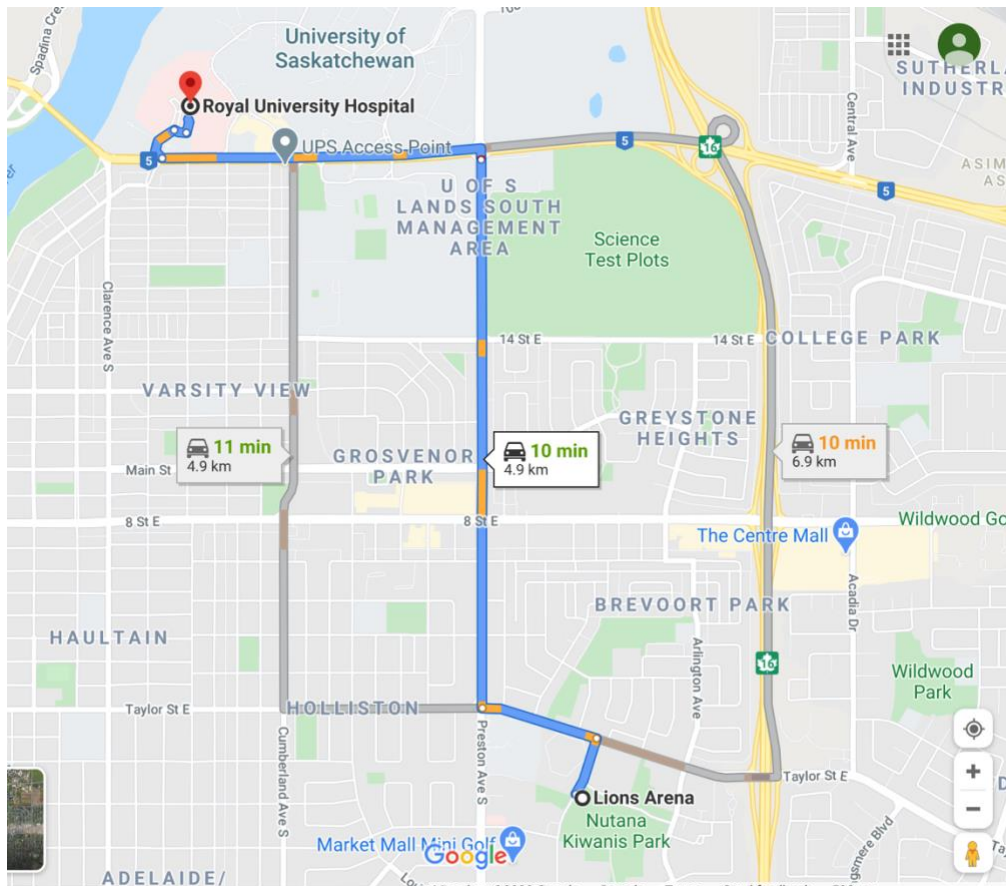 160
University of
Saskatchewan
Spadina Cre
SUTHERLA
INDUSTR
Royal University Hospital
Central Ave
5
UPS Access Point
5
16
ASIM
AS
5
U OF S
LANDS SOUTH
MANAGEMENT
AREA
Science
Test Plots
Clarence Ave S
14 St E
14 St E
COLLEGE PARK
VARSITY VIEW
GREYSTONE
HEIGHTS
11 min
4.9 km
10 min
4.9 km
10 min
6.9 km
Main St
GROSVENOR
PARK
8 St E
8 St E
Wildwood Go
The Centre Mall
Acadia Dr
BREVOORT PARK
HAULTAIN
Arlington Ave
16
Wildwood
Park
Taylor St E
HOLLISTON
Cumberland Ave S
Preston Ave S
Taylor St E
Lions Arena
Nutana
Kiwanis Park
Market Mall Mini Golf
Google
ADELAIDE/